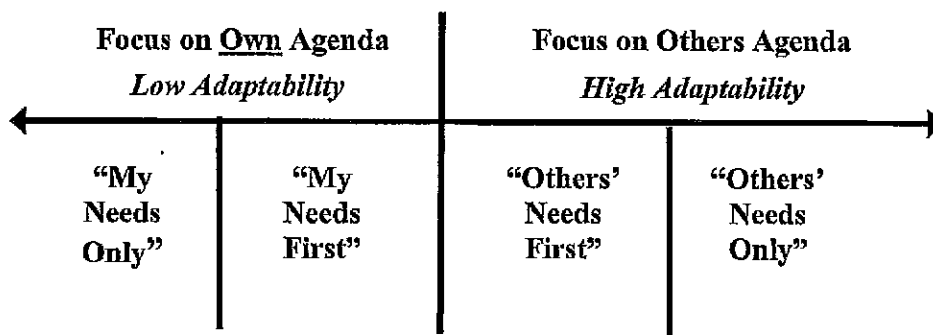 Focus on Own Agenda
Low Adaptability
Focus on Others Agenda
High Adaptability
“My
Needs
Only”
“My
Needs
First”
“Others’
Needs
First”
“Others’
Needs
Only”